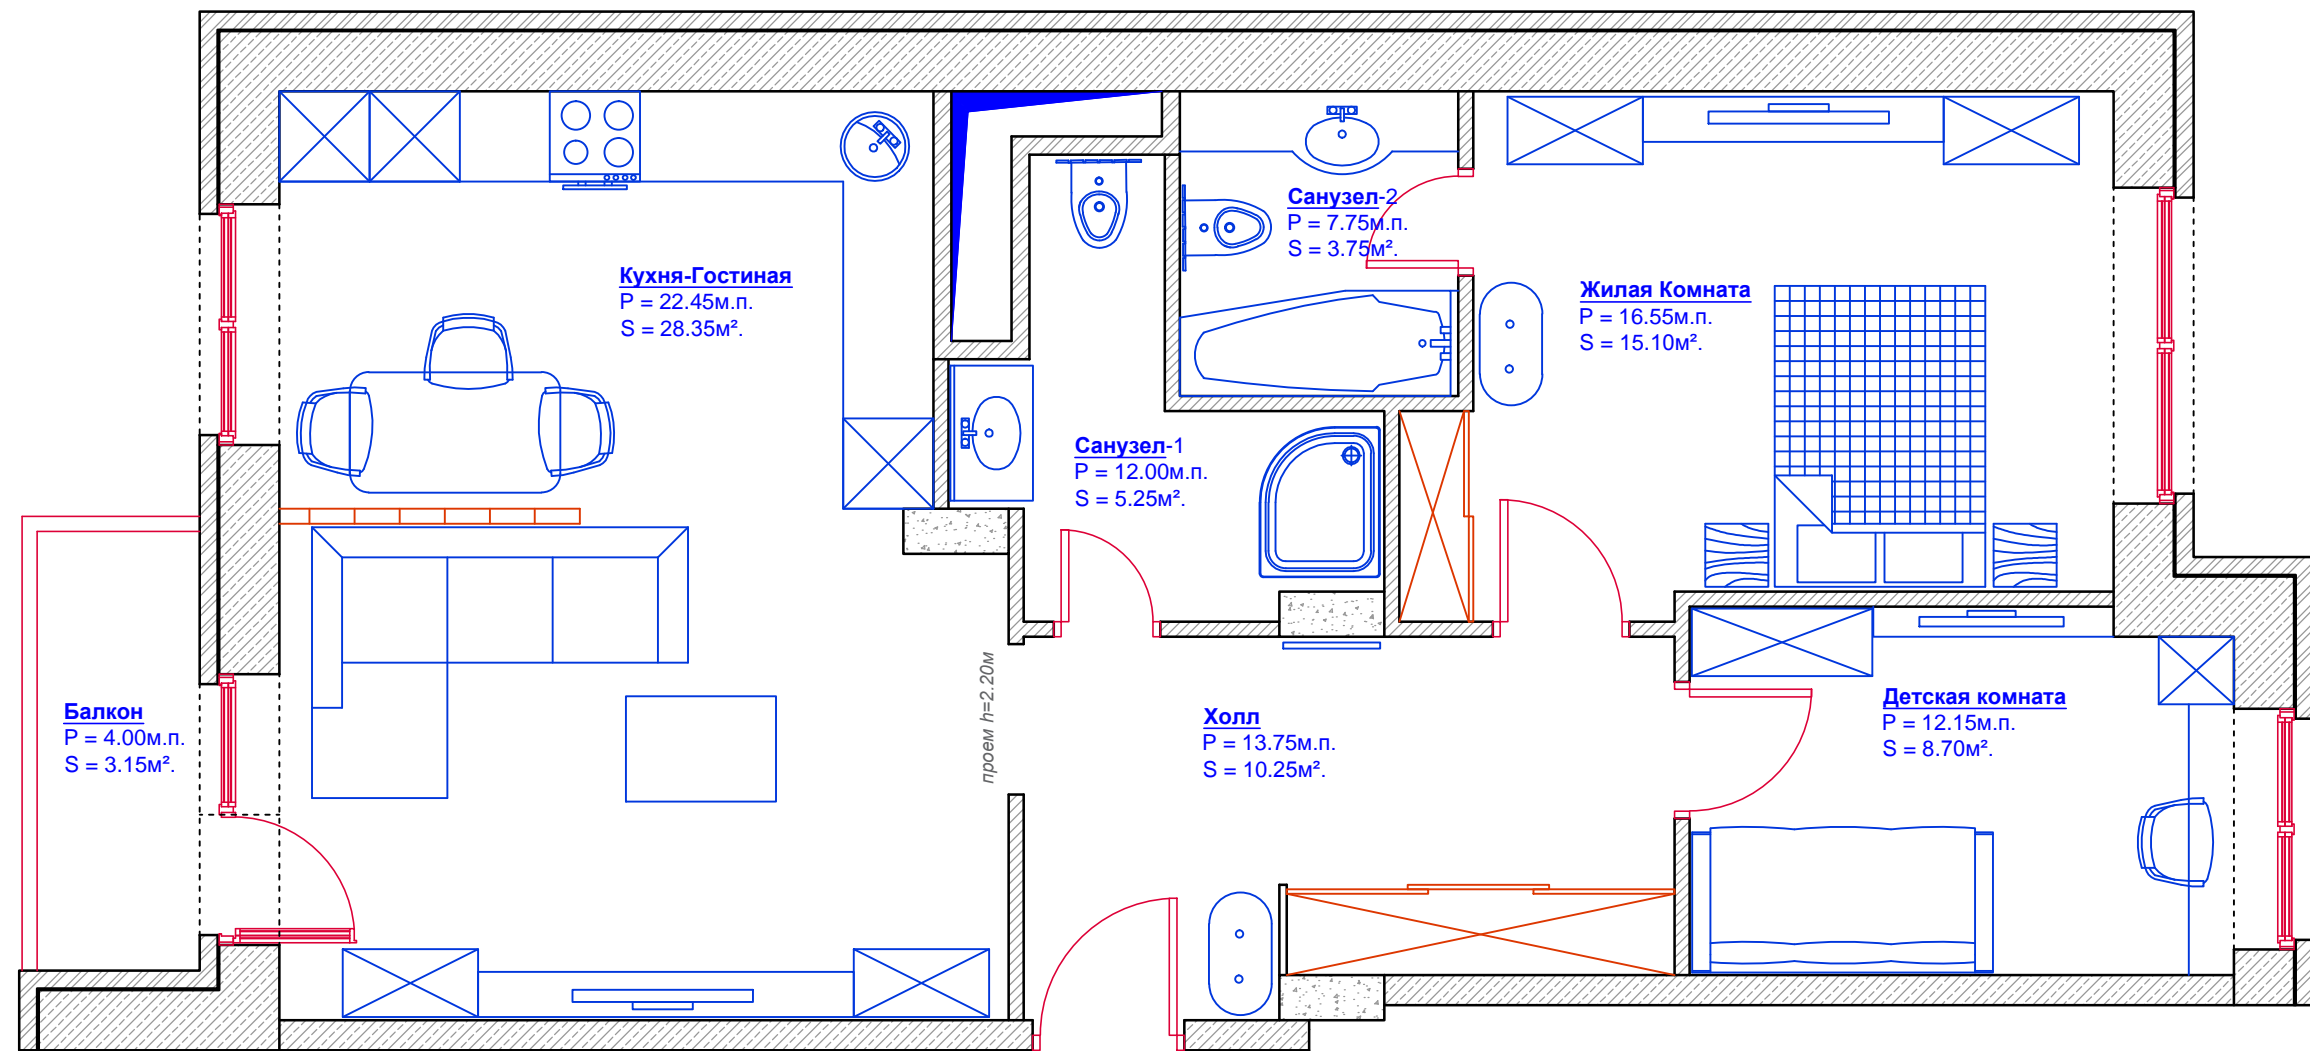 Санузел-2
P = 7.75м.п.
S = 3.75м².
Кухня-Гостиная
P = 22.45м.п.
S = 28.35м².
Жилая Комната
P = 16.55м.п.
S = 15.10м².
Санузел-1
P = 12.00м.п.
S = 5.25м².
Балкон
P = 4.00м.п.
S = 3.15м².
проем h=2.20м
Холл
P = 13.75м.п.
S = 10.25м².
Детская комната
P = 12.15м.п.
S = 8.70м².